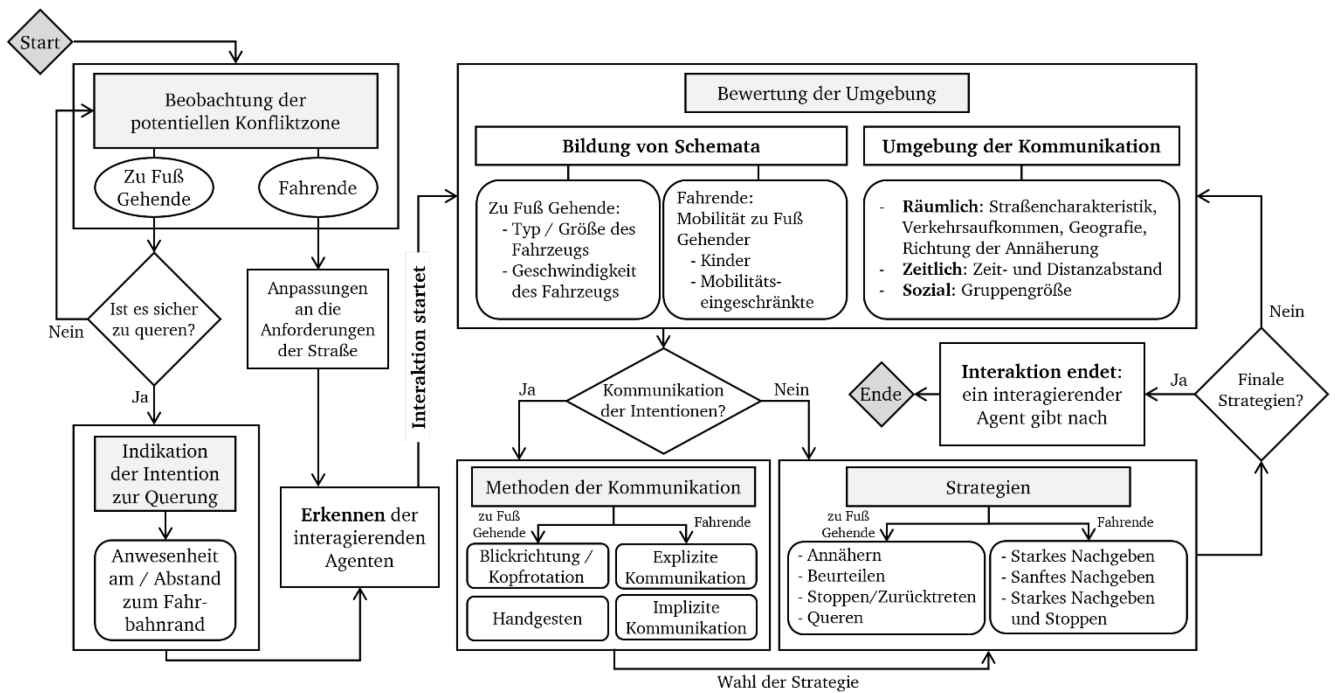 Start
Beobachtung der
potentiellen Konfliktzone
Zu Fuß
Gehende
Fahrende
Ist es sicher
zu queren?
Nein
Ja
Anpassungen
an die
Anforderungen
der Straße
Indikation
der Intention
zur Querung
Anwesenheit
am / Abstand
zum Fahr-
bahnrand
Erkennen der
interagierenden
Agenten
Interaktion startet
Bewertung der Umgebung
Bildung von Schemata
Zu Fuß Gehende:
- Typ / Größe des
Fahrzeugs
- Geschwindigkeit
des Fahrzeugs
Fahrende:
Mobilität zu Fuß
Gehender
- Kinder
- Mobilitäts-
eingeschränkte
Umgebung der Kommunikation
- Räumlich: Straßencharakteristik,
Verkehrsaufkommen, Geografie,
Richtung der Annäherung
- Zeitlich: Zeit- und Distanzabstand
- Sozial: Gruppengröße
Kommunikation
der Intentionen?
Ja
Nein
Methoden der Kommunikation
zu Fuß
Gehende
Fahrende
Blickrichtung /
Kopfrotation
Explizite
Kommunikation
Handgesten
Implizite
Kommunikation
Wahl der Strategie
Strategien
zu Fuß
Gehende
Fahrende
- Annähern
- Beurteilen
- Stoppen/Zurücktreten
- Queren
- Starkes Nachgeben
- Sanftes Nachgeben
- Starkes Nachgeben
und Stoppen
Finale
Strategien?
Nein
Ja
Interaktion endet:
ein interagierender
Agent gibt nach
Ende